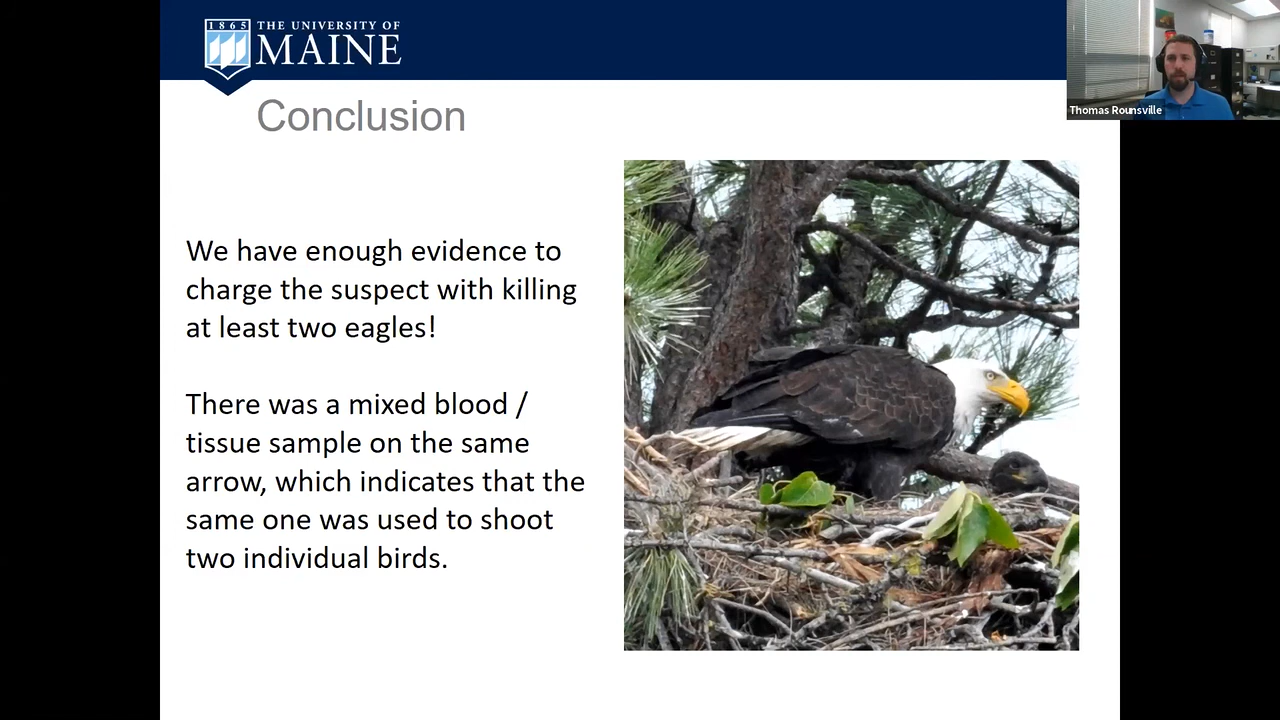 1865
THE UNIVERSITY OF
MAINE
Thomas Rounsville
Conclusion
We have enough evidence to
charge the suspect with killing
at least two eagles!
There was a mixed blood /
tissue sample on the same
arrow, which indicates that the
same one was used to shoot
two individual birds.